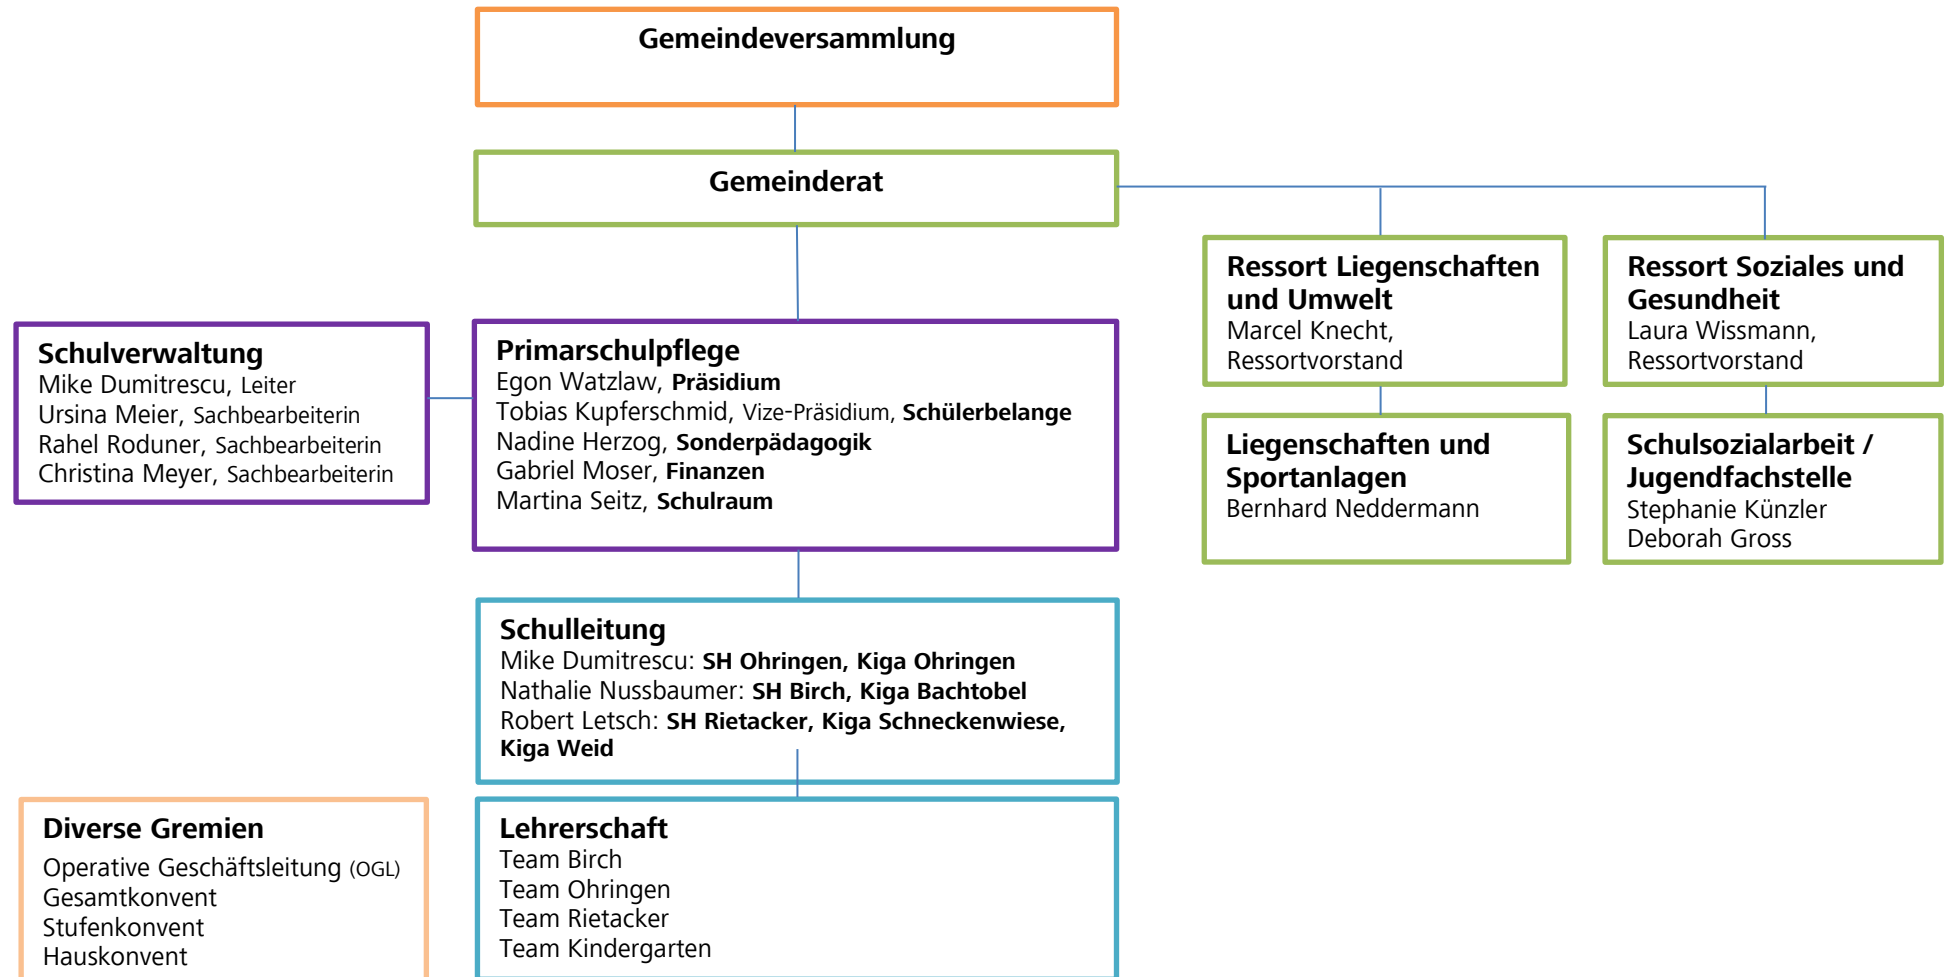 Gemeindeversammlung
Gemeinderat
Ressort Liegenschaften
und Umwelt
Marcel Knecht,
Ressortvorstand
Ressort Soziales und
Gesundheit
Laura Wissmann,
Ressortvorstand
Schulverwaltung
Mike Dumitrescu, Leiter
Ursina Meier, Sachbearbeiterin
Rahel Roduner, Sachbearbeiterin
Christina Meyer, Sachbearbeiterin
Primarschulpflege
Egon Watzlaw, Präsidium
Tobias Kupferschmid, Vize-Präsidium, Schülerbelange
Nadine Herzog, Sonderpädagogik
Gabriel Moser, Finanzen
Martina Seitz, Schulraum
Liegenschaften und
Sportanlagen
Bernhard Neddermann
Schulsozialarbeit /
Jugendfachstelle
Stephanie Künzler
Deborah Gross
Schulleitung
Mike Dumitrescu: SH Ohringen, Kiga Ohringen
Nathalie Nussbaumer: SH Birch, Kiga Bachtobel
Robert Letsch: SH Rietacker, Kiga Schneckenwiese,
Kiga Weid
Diverse Gremien
Operative Geschäftsleitung (OGL)
Gesamtkonvent
Stufenkonvent
Hauskonvent
Lehrerschaft
Team Birch
Team Ohringen
Team Rietacker
Team Kindergarten